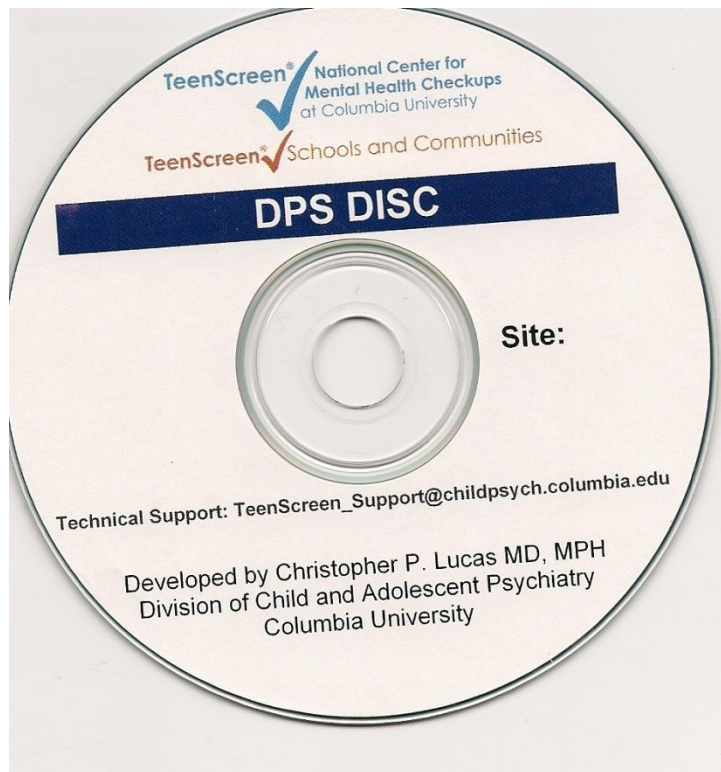 TeenScreen® National Center for
Mental Health Checkups
at Columbia University
TeenScreen® Schools and Communities
DPS DISC
Site:
Technical Support: TeenScreen_Support@childpsych.columbia.edu
Developed by Christopher P. Lucas MD, MPH
Division of Child and Adolescent Psychiatry
Columbia University